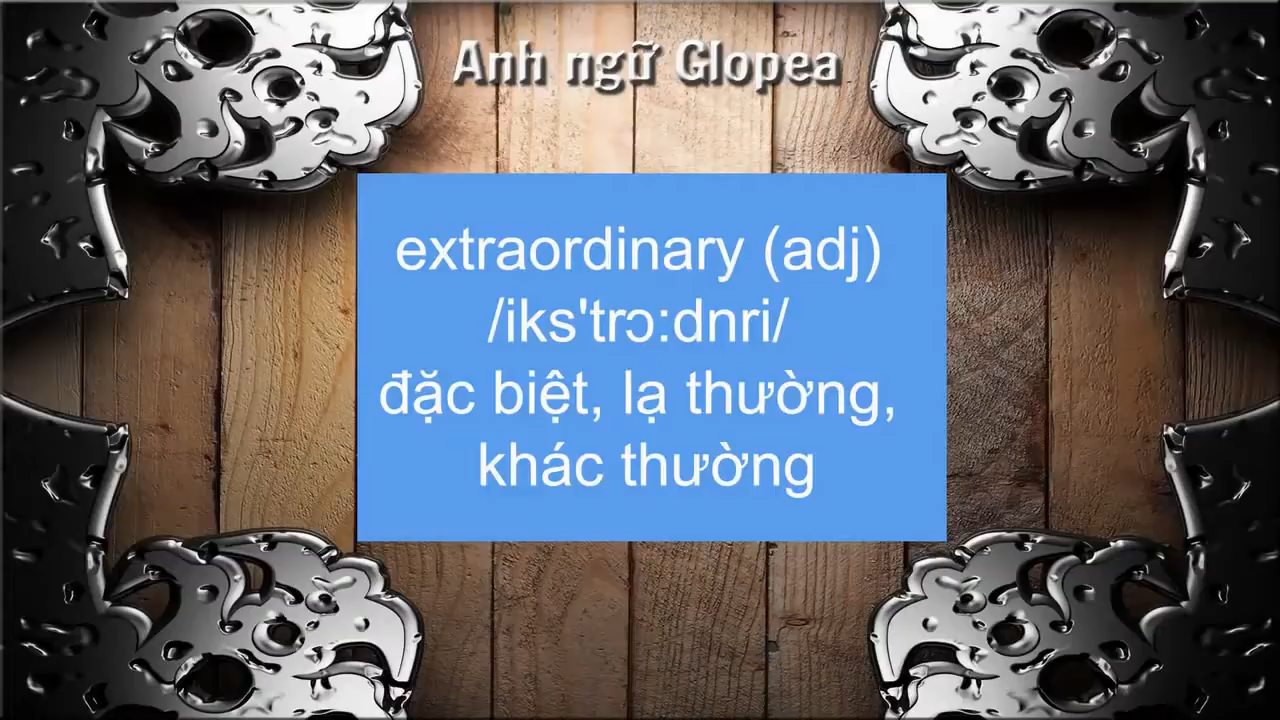 Anh ngữ Glopea
extraordinary (adj)
/iks'trɔ:dnri/
đặc biệt, lạ thường,
khác thường